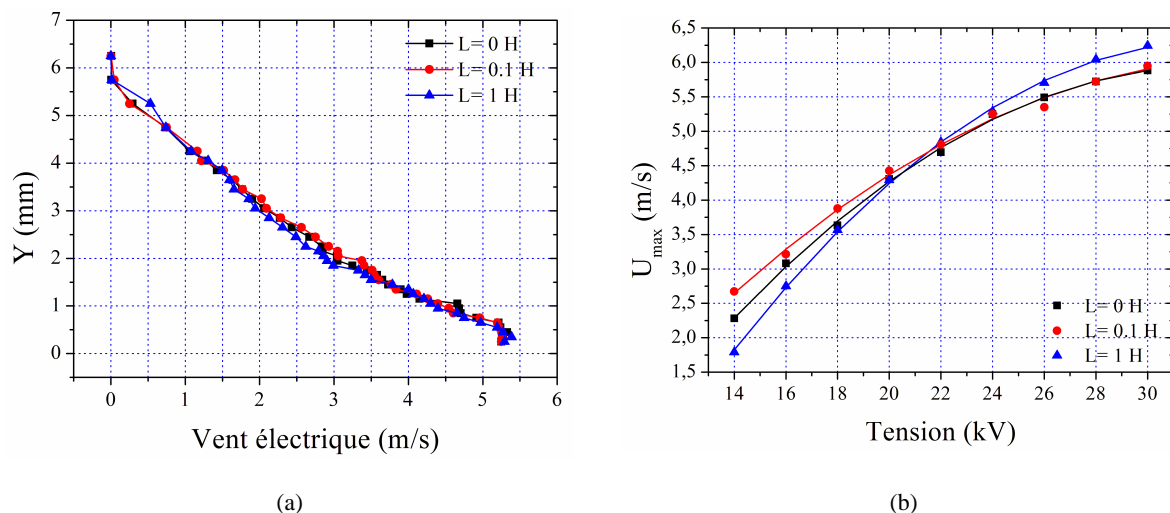 7
6
5
4
3
2
1
0
Y (mm)
0 1 2 3 4 5 6
Vent électrique (m/s)
L= 0 H
L= 0.1 H
L= 1 H
(a)
6,5
6,0
5,5
5,0
4,5
4,0
3,5
3,0
2,5
2,0
1,5
Umax (m/s)
14 16 18 20 22 24 26 28 30
Tension (kV)
L= 0 H
L= 0.1 H
L= 1 H
(b)